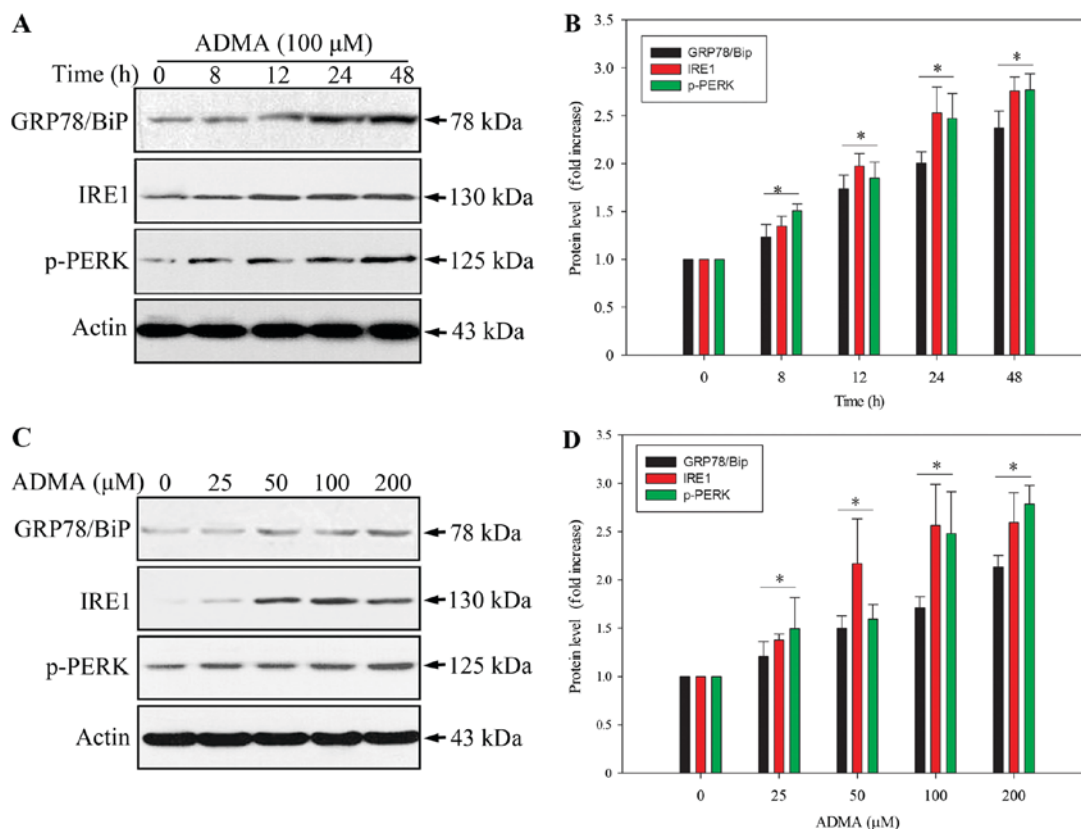 A
ADMA (100 μM)
Time (h) 0 8 12 24 48
GRP78/BiP 78 kDa
IRE1 130 kDa
p-PERK 125 kDa
Actin 43 kDa
B
GRP78/Bip
IRE1
p-PERK
Protein level (fold increase)
3.5
3.0
2.5
2.0
1.5
1.0
0.5
0
* * * *
0 8 12 24 48
Time (h)
C
ADMA (μM) 0 25 50 100 200
GRP78/BiP 78 kDa
IRE1 130 kDa
p-PERK 125 kDa
Actin 43 kDa
D
GRP78/Bip
IRE1
p-PERK
Protein level (fold increase)
3.5
3.0
2.5
2.0
1.5
1.0
0.5
0.0
* * * *
0 25 50 100 200
ADMA (μM)